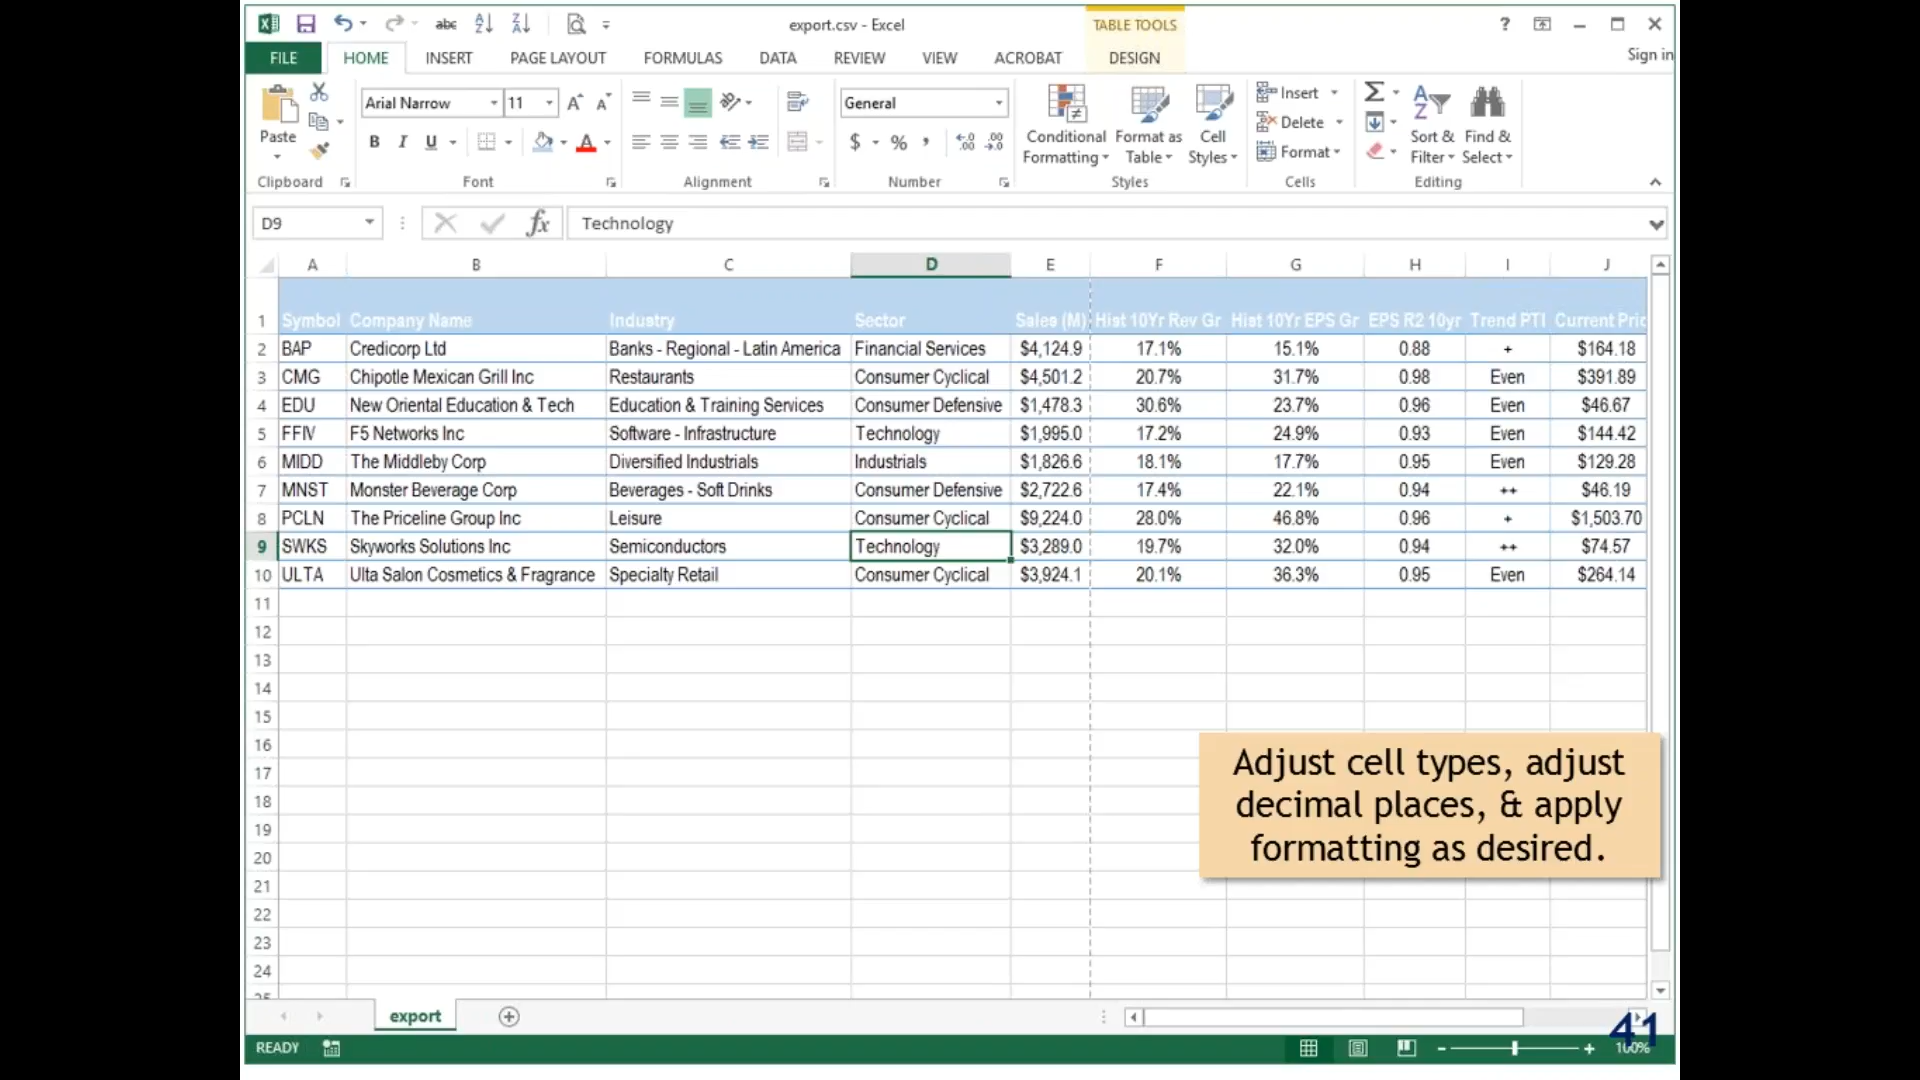 export.csv - Excel
TABLE TOOLS
?
FILE HOME INSERT PAGE LAYOUT FORMULAS DATA REVIEW VIEW ACROBAT DESIGN Sign in
Paste
Arial Narrow 11
B I U
General
$ % ,
Conditional Formatting
Format as Table
Cell Styles
Insert
Delete
Format
Sort & Filter
Find & Select
Clipboard Font Alignment Number Styles Cells Editing
D9 fx Technology
A B C D E F G H I J
1 Symbol Company Name Industry Sector Sales (M) Hist 10Yr Rev Gr Hist 10Yr EPS Gr EPS R2 10yr Trend PTI Current Pric
2 BAP Credicorp Ltd Banks - Regional - Latin America Financial Services $4,124.9 17.1% 15.1% 0.88 + $164.18
3 CMG Chipotle Mexican Grill Inc Restaurants Consumer Cyclical $4,501.2 20.7% 31.7% 0.98 Even $391.89
4 EDU New Oriental Education & Tech Education & Training Services Consumer Defensive $1,478.3 30.6% 23.7% 0.96 Even $46.67
5 FFIV F5 Networks Inc Software - Infrastructure Technology $1,995.0 17.2% 24.9% 0.93 Even $144.42
6 MIDD The Middleby Corp Diversified Industrials Industrials $1,826.6 18.1% 17.7% 0.95 Even $129.28
7 MNST Monster Beverage Corp Beverages - Soft Drinks Consumer Defensive $2,722.6 17.4% 22.1% 0.94 ++ $46.19
8 PCLN The Priceline Group Inc Leisure Consumer Cyclical $9,224.0 28.0% 46.8% 0.96 + $1,503.70
9 SWKS Skyworks Solutions Inc Semiconductors Technology $3,289.0 19.7% 32.0% 0.94 ++ $74.57
10 ULTA Ulta Salon Cosmetics & Fragrance Specialty Retail Consumer Cyclical $3,924.1 20.1% 36.3% 0.95 Even $264.14
11
12
13
14
15
16
17
18
19
20
21
22
23
24
25
Adjust cell types, adjust
decimal places, & apply
formatting as desired.
export
41
READY 100%